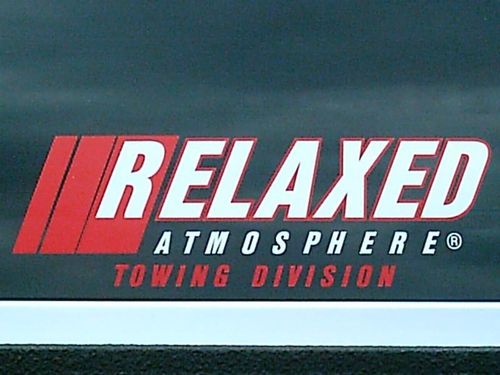 RELAXED
ATMOSPHERE®
TOWING DIVISION